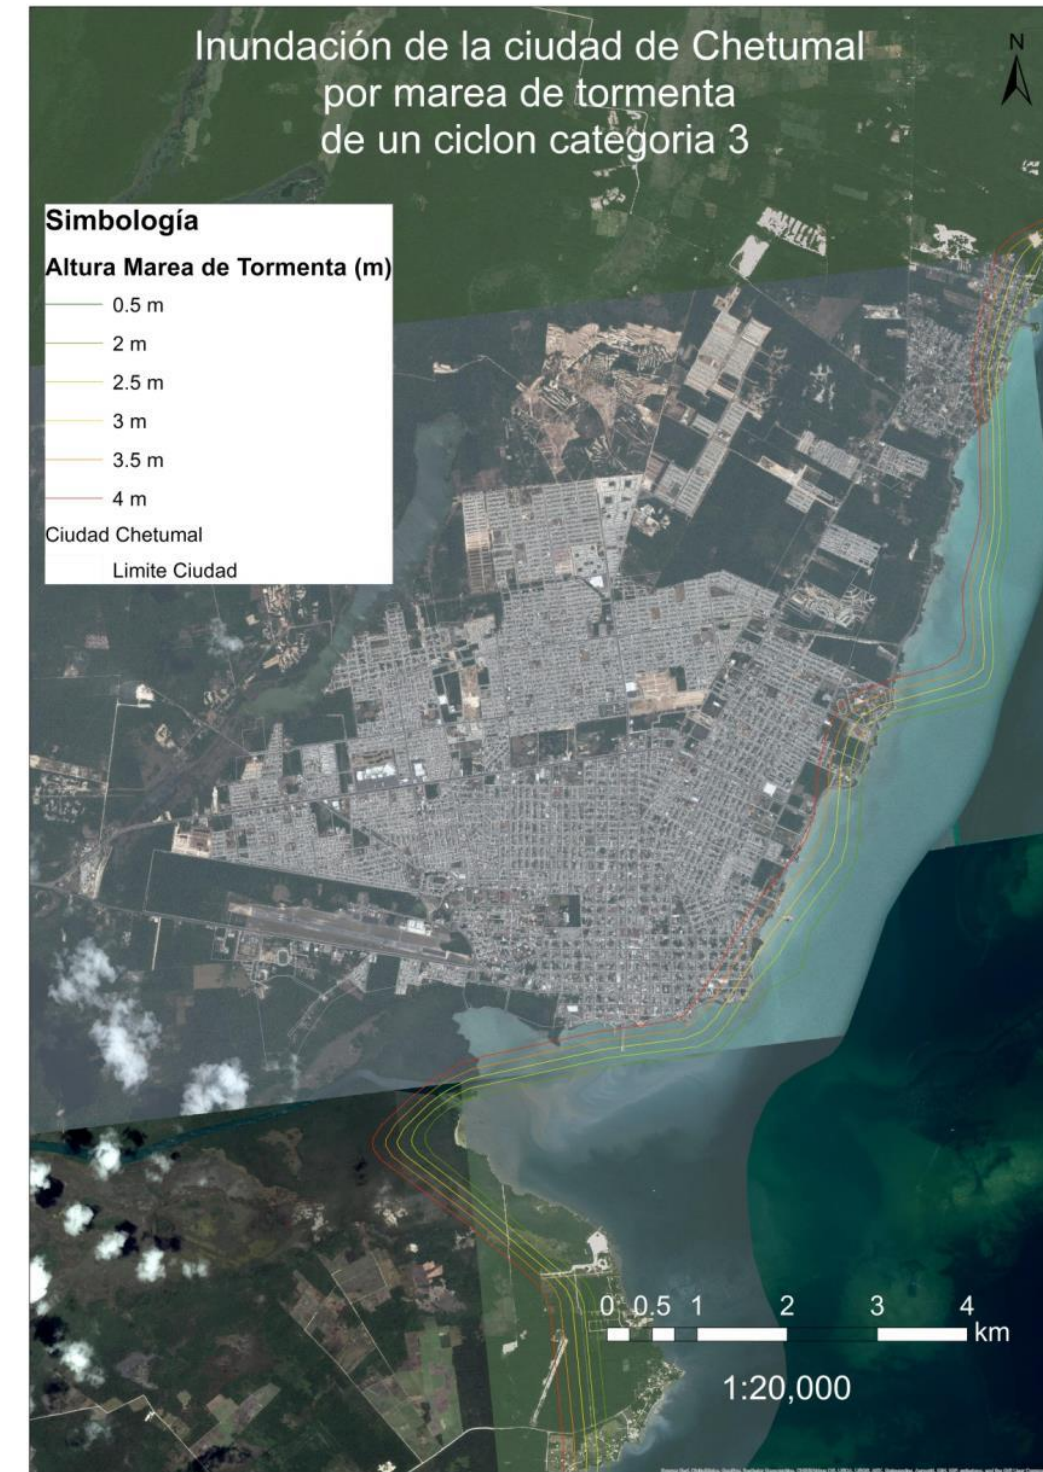 Inundación de la ciudad de Chetumal
por marea de tormenta
de un ciclon categoria 3
N
Simbología
Altura Marea de Tormenta (m)
0.5 m
2 m
2.5 m
3 m
3.5 m
4 m
Ciudad Chetumal
Limite Ciudad
0 0.5 1 2 3 4
km
1:20,000